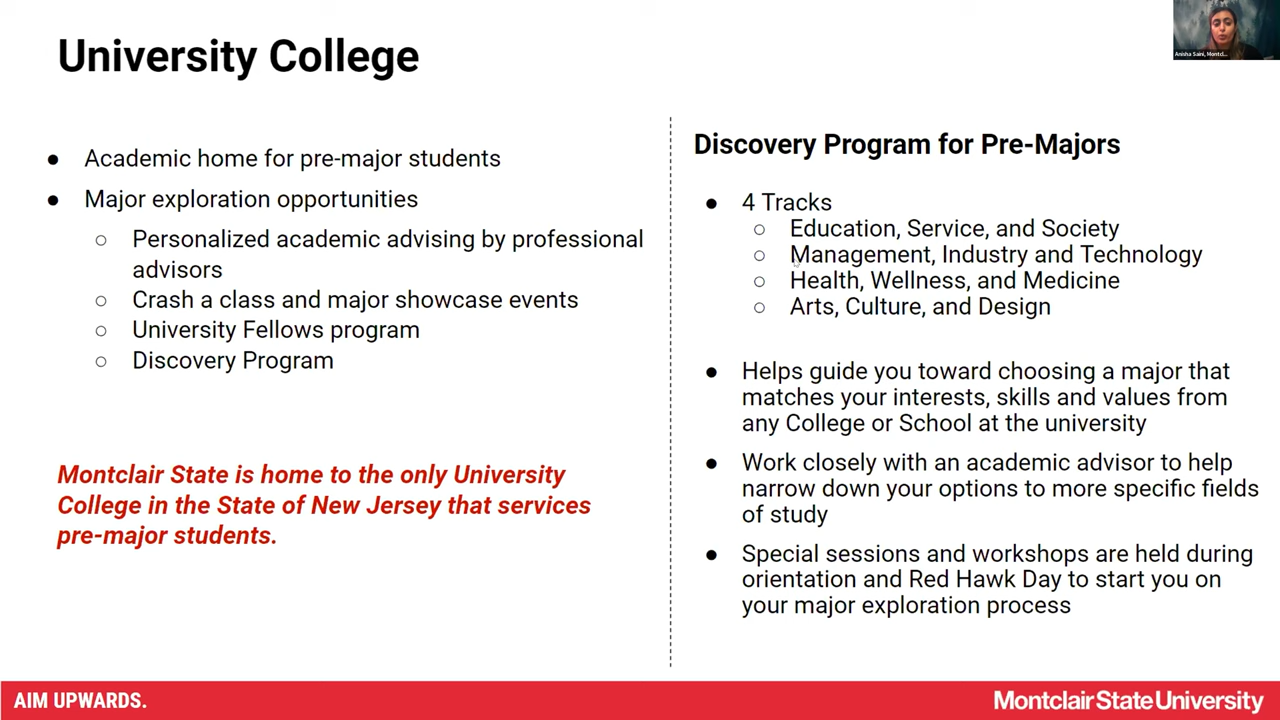 University College
Anisha Saini, Montcl...
● Academic home for pre-major students
● Major exploration opportunities
○ Personalized academic advising by professional
advisors
○ Crash a class and major showcase events
○ University Fellows program
○ Discovery Program
Montclair State is home to the only University
College in the State of New Jersey that services
pre-major students.
Discovery Program for Pre-Majors
● 4 Tracks
○ Education, Service, and Society
○ Management, Industry and Technology
○ Health, Wellness, and Medicine
○ Arts, Culture, and Design
● Helps guide you toward choosing a major that
matches your interests, skills and values from
any College or School at the university
● Work closely with an academic advisor to help
narrow down your options to more specific fields
of study
● Special sessions and workshops are held during
orientation and Red Hawk Day to start you on
your major exploration process
AIM UPWARDS.
Montclair State University